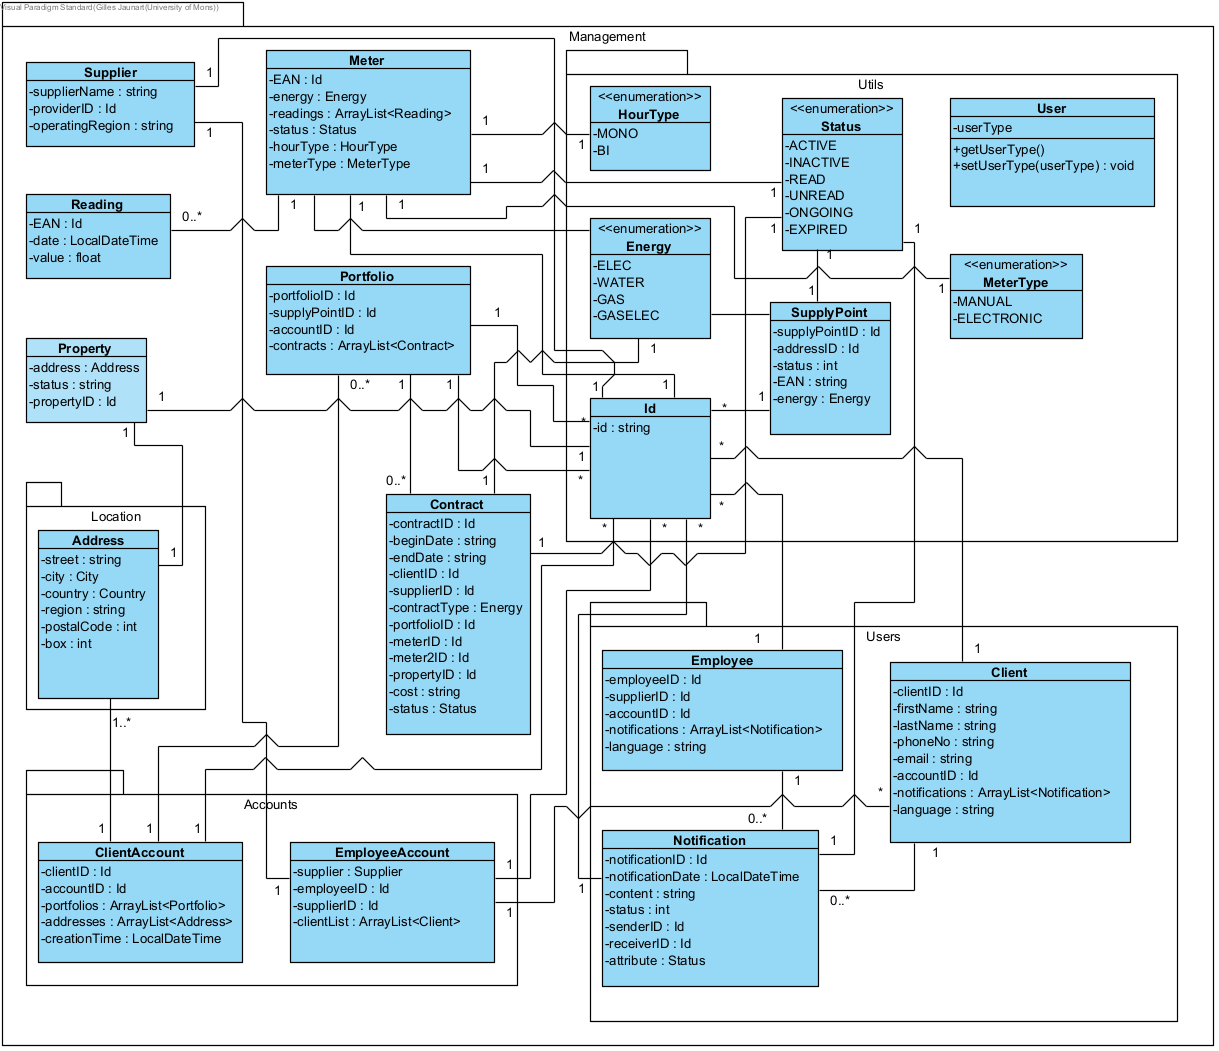 Visual Paradigm Standard(Gilles Jaunart(University of Mons))
Management
Supplier
-supplierName : string
-providerID : Id
-operatingRegion : string
1
1
Meter
-EAN : Id
-energy : Energy
-readings : ArrayList<Reading>
-status : Status
-hourType : HourType
-meterType : MeterType
1
1
1
1
1
Utils
<<enumeration>>
HourType
-MONO
-BI
1
<<enumeration>>
Status
-ACTIVE
-INACTIVE
-READ
-UNREAD
-ONGOING
-EXPIRED
1
1
1
1
User
-userType
+getUserType()
+setUserType(userType) : void
Reading
-EAN : Id
-date : LocalDateTime
-value : float
0..*
<<enumeration>>
Energy
-ELEC
-WATER
-GAS
-GASELEC
1
<<enumeration>>
MeterType
-MANUAL
-ELECTRONIC
1
Portfolio
-portfolioID : Id
-supplyPointID : Id
-accountID : Id
-contracts : ArrayList<Contract>
1
0..*
1
1
SupplyPoint
-supplyPointID : Id
-addressID : Id
-status : int
-EAN : string
-energy : Energy
1
1
Property
-address : Address
-status : string
-propertyID : Id
1
1
Id
-id : string
1
1
*
1
*
*
*
*
*
*
*
Location
Address
-street : string
-city : City
-country : Country
-region : string
-postalCode : int
-box : int
1
1..*
Contract
-contractID : Id
-beginDate : string
-endDate : string
-clientID : Id
-supplierID : Id
-contractType : Energy
-portfolioID : Id
-meterID : Id
-meter2ID : Id
-propertyID : Id
-cost : string
-status : Status
0..*
1
1
Users
Employee
-employeeID : Id
-supplierID : Id
-accountID : Id
-notifications : ArrayList<Notification>
-language : string
1
1
Client
-clientID : Id
-firstName : string
-lastName : string
-phoneNo : string
-email : string
-accountID : Id
-notifications : ArrayList<Notification>
-language : string
1
*
1
Accounts
ClientAccount
-clientID : Id
-accountID : Id
-portfolios : ArrayList<Portfolio>
-addresses : ArrayList<Address>
-creationTime : LocalDateTime
1
1
1
EmployeeAccount
-supplier : Supplier
-employeeID : Id
-supplierID : Id
-clientList : ArrayList<Client>
1
1
1
Notification
-notificationID : Id
-notificationDate : LocalDateTime
-content : string
-status : int
-senderID : Id
-receiverID : Id
-attribute : Status
0..*
1
1
0..*